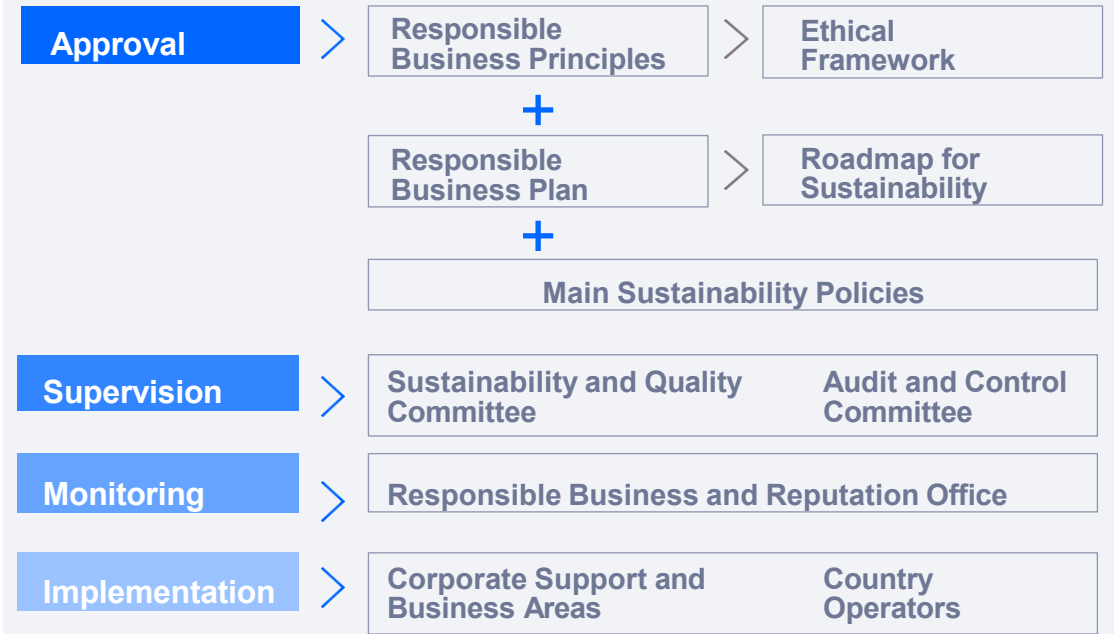 Approval
Responsible
Business Principles
Ethical
Framework
+
Responsible
Business Plan
Roadmap for
Sustainability
+
Main Sustainability Policies
Supervision
Sustainability and Quality
Committee
Audit and Control
Committee
Monitoring
Responsible Business and Reputation Office
Implementation
Corporate Support and
Business Areas
Country
Operators